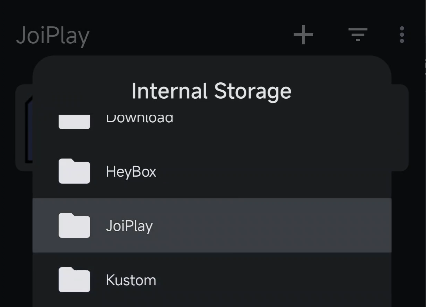 JoiPlay
Internal Storage
Download
HeyBox
JoiPlay
Kustom